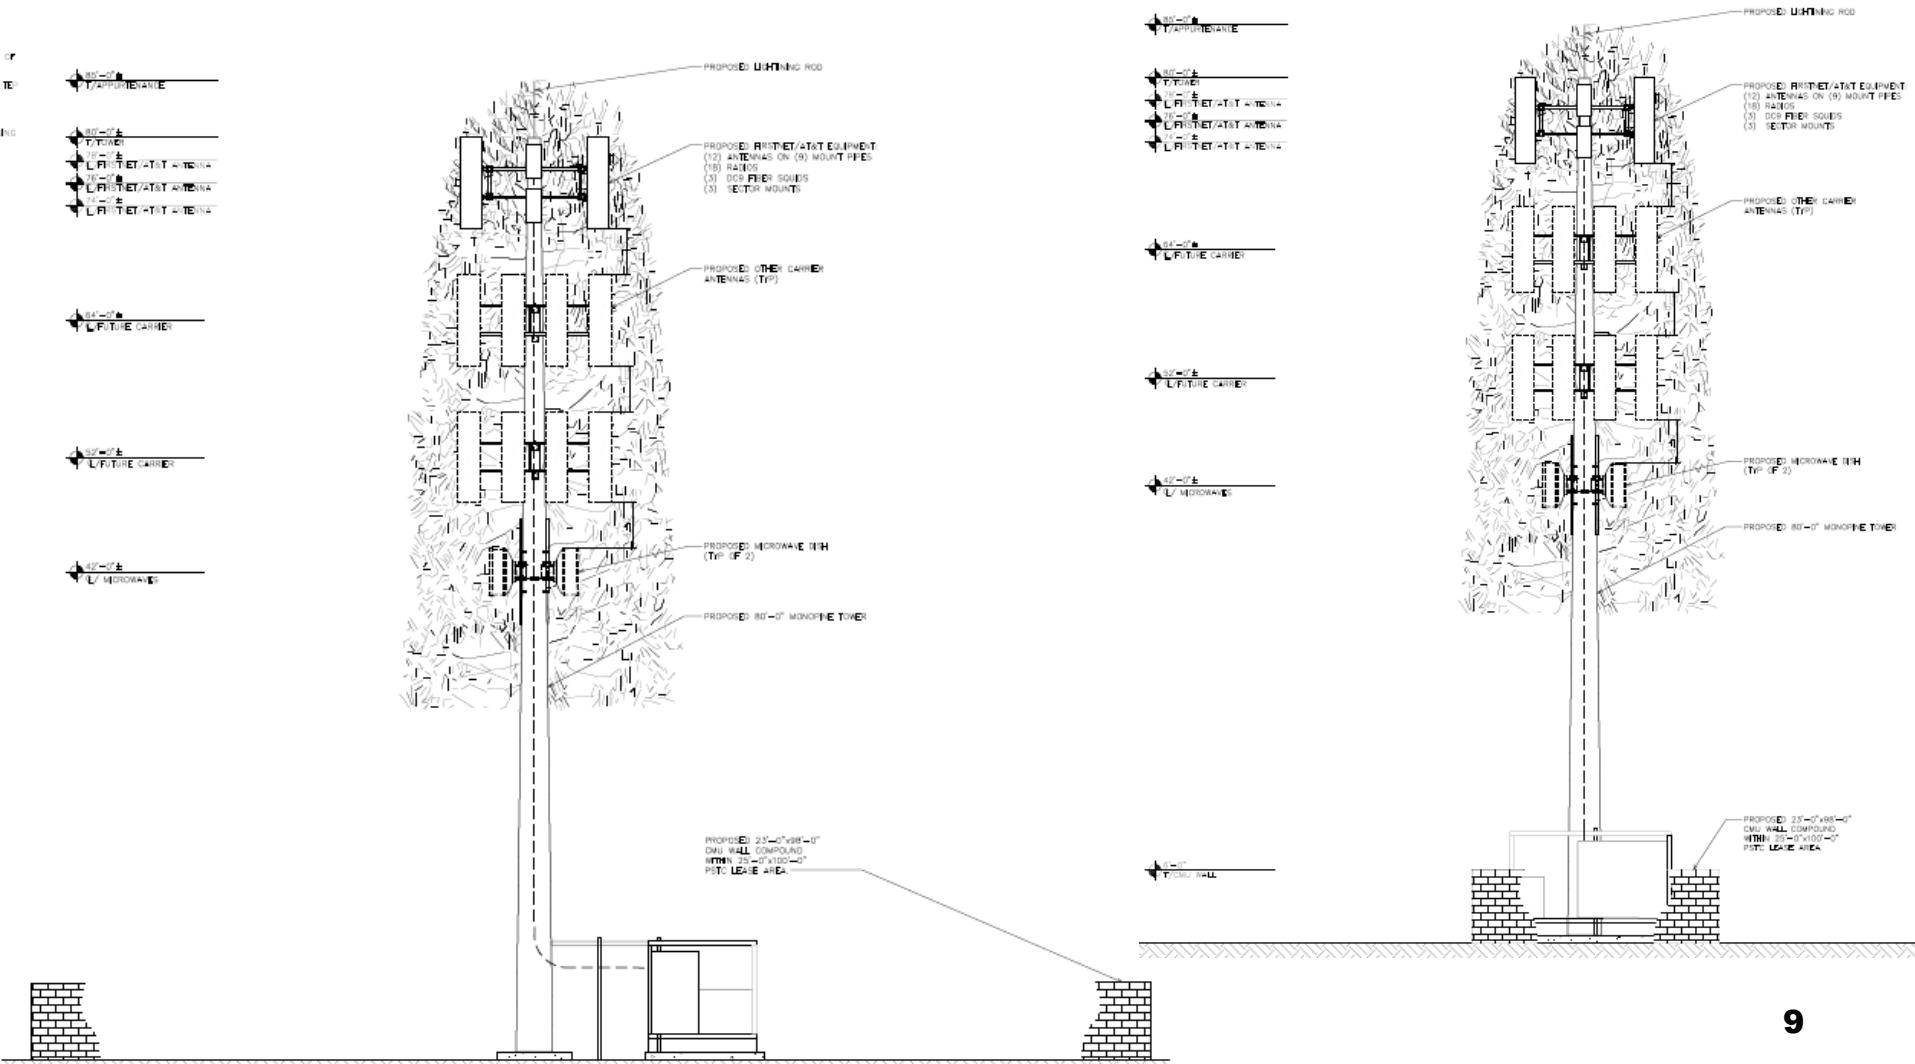 OF
TEP
ING
85'-0"±
T/APPURTENANCE
80'-0"±
T/TOWER
78'-0"±
℄/FIRSTNET/AT&T ANTENNA
76'-0"±
℄/FIRSTNET/AT&T ANTENNA
74'-0"±
℄/FIRSTNET/AT&T ANTENNA
64'-0"±
℄/FUTURE CARRIER
52'-0"±
℄/FUTURE CARRIER
42'-0"±
℄/ MICROWAVES
PROPOSED LIGHTNING ROD
PROPOSED FIRSTNET/AT&T EQUIPMENT:
(12) ANTENNAS ON (9) MOUNT PIPES
(18) RADIOS
(3) DC9 FIBER SQUIDS
(3) SECTOR MOUNTS
PROPOSED OTHER CARRIER
ANTENNAS (TYP)
PROPOSED MICROWAVE DISH
(TYP OF 2)
PROPOSED 80'-0" MONOPINE TOWER
PROPOSED 23'-0"x98'-0"
CMU WALL COMPOUND
WITHIN 25'-0"x100'-0"
PSTC LEASE AREA
85'-0"±
T/APPURTENANCE
80'-0"±
T/TOWER
78'-0"±
℄/FIRSTNET/AT&T ANTENNA
76'-0"±
℄/FIRSTNET/AT&T ANTENNA
74'-0"±
℄/FIRSTNET/AT&T ANTENNA
64'-0"±
℄/FUTURE CARRIER
52'-0"±
℄/FUTURE CARRIER
42'-0"±
℄/ MICROWAVES
T/CMU WALL
PROPOSED LIGHTNING ROD
PROPOSED FIRSTNET/AT&T EQUIPMENT:
(12) ANTENNAS ON (9) MOUNT PIPES
(18) RADIOS
(3) DC9 FIBER SQUIDS
(3) SECTOR MOUNTS
PROPOSED OTHER CARRIER
ANTENNAS (TYP)
PROPOSED MICROWAVE DISH
(TYP OF 2)
PROPOSED 80'-0" MONOPINE TOWER
PROPOSED 23'-0"x98'-0"
CMU WALL COMPOUND
WITHIN 25'-0"x100'-0"
PSTC LEASE AREA
9